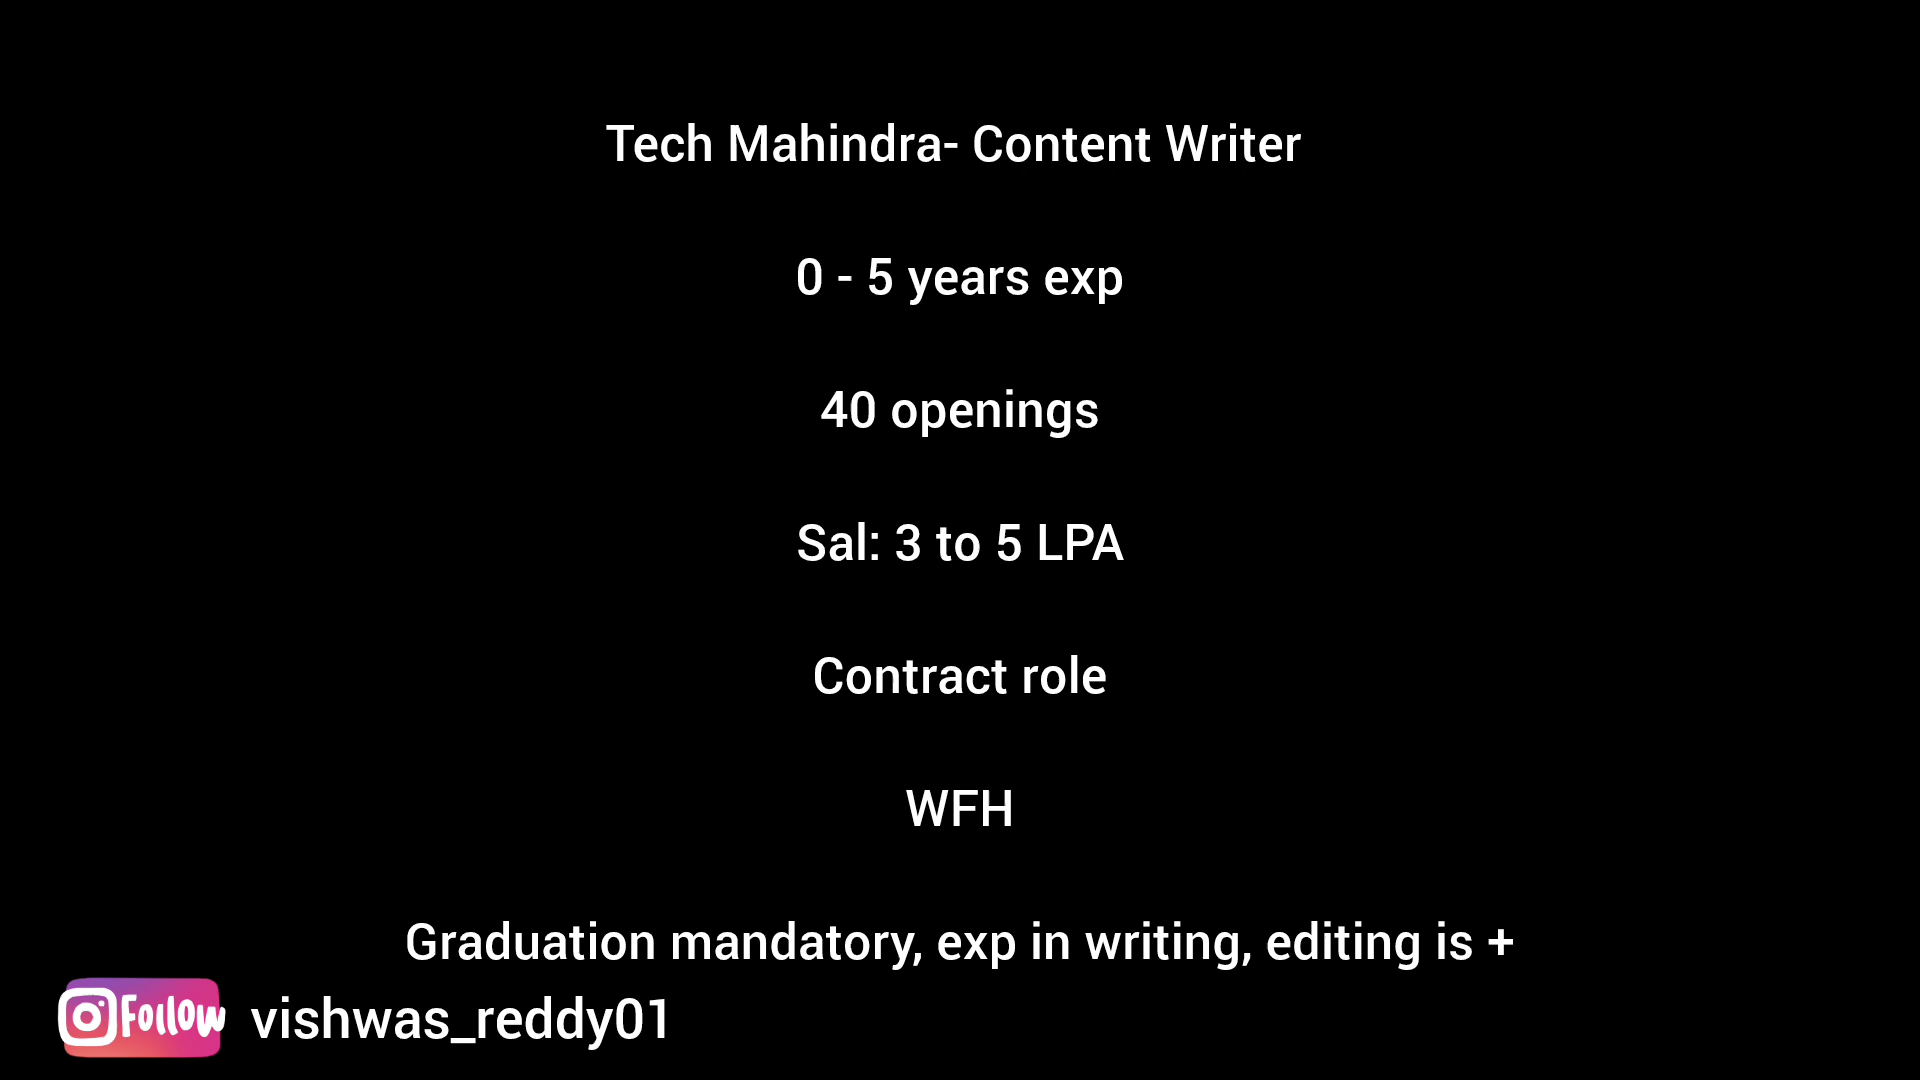 Tech Mahindra- Content Writer
0 - 5 years exp
40 openings
Sal: 3 to 5 LPA
Contract role
WFH
Graduation mandatory, exp in writing, editing is +
Follow vishwas_reddy01